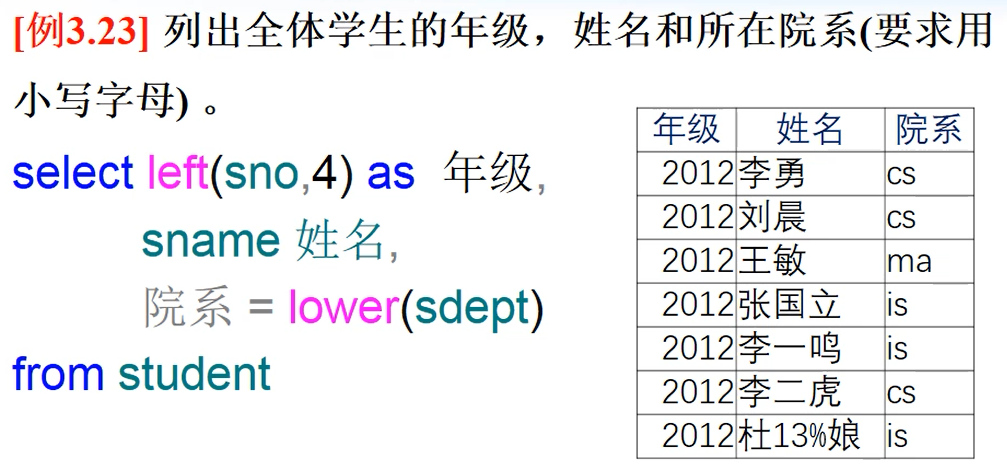 [例3.23] 列出全体学生的年级，姓名和所在院系(要求用
小写字母) 。
select left(sno,4) as 年级,
sname 姓名,
院系 = lower(sdept)
from student
年级 姓名 院系
2012 李勇 cs
2012 刘晨 cs
2012 王敏 ma
2012 张国立 is
2012 李一鸣 is
2012 李二虎 cs
2012 杜13%娘 is